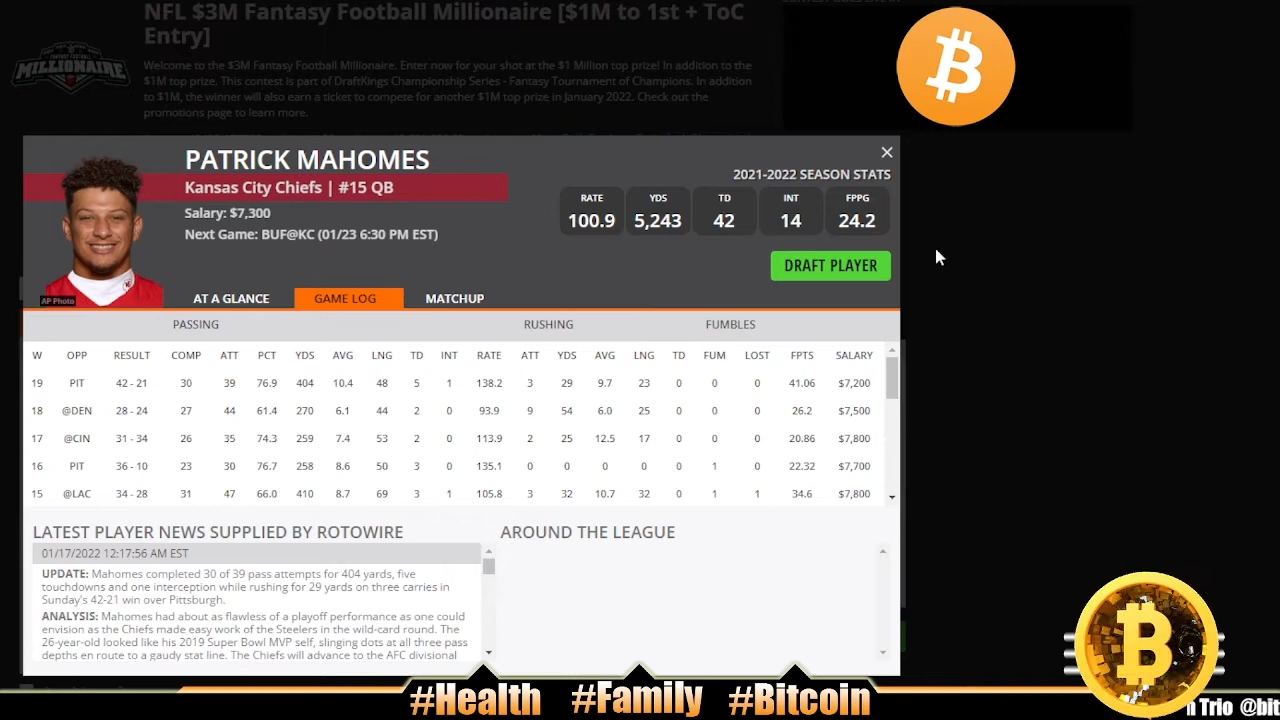 NFL $3M Fantasy Football Millionaire [$1M to 1st + ToC
Entry]
MILLIONAIRE
Welcome to the $3M Fantasy Football Millionaire. Enter now for your shot at the $1 Million top prize! In addition to the
$1M top prize. This contest is part of DraftKings Championship Series - Fantasy Tournament of Champions. In addition
to $1M, the winner will also earn a ticket to compete for another $1M top prize in January 2022. Check out the
promotions page to learn more.
PATRICK MAHOMES
Kansas City Chiefs | #15 QB
Salary: $7,300
Next Game: BUF@KC (01/23 6:30 PM EST)
AP Photo
2021-2022 SEASON STATS
RATE YDS TD INT FPPG
100.9 5,243 42 14 24.2
DRAFT PLAYER
AT A GLANCE GAME LOG MATCHUP
PASSING RUSHING FUMBLES
W OPP RESULT COMP ATT PCT YDS AVG LNG TD INT RATE ATT YDS AVG LNG TD FUM LOST FPTS SALARY
19 PIT 42 - 21 30 39 76.9 404 10.4 48 5 1 138.2 3 29 9.7 23 0 0 0 41.06 $7,200
18 @DEN 28 - 24 27 44 61.4 270 6.1 44 2 0 93.9 9 54 6.0 25 0 0 0 26.2 $7,500
17 @CIN 31 - 34 26 35 74.3 259 7.4 53 2 0 113.9 2 25 12.5 17 0 0 0 20.86 $7,800
16 PIT 36 - 10 23 30 76.7 258 8.6 50 3 0 135.1 0 0 0 0 0 1 0 22.32 $7,700
15 @LAC 34 - 28 31 47 66.0 410 8.7 69 3 1 105.8 3 32 10.7 32 0 1 1 34.6 $7,800
LATEST PLAYER NEWS SUPPLIED BY ROTOWIRE
01/17/2022 12:17:56 AM EST
UPDATE: Mahomes completed 30 of 39 pass attempts for 404 yards, five
touchdowns and one interception while rushing for 29 yards on three carries in
Sunday's 42-21 win over Pittsburgh.
ANALYSIS: Mahomes had about as flawless of a playoff performance as one could
envision as the Chiefs made easy work of the Steelers in the wild-card round. The
26-year-old looked like his 2019 Super Bowl MVP self, slinging dots at all three pass
depths en route to a gaudy stat line. The Chiefs will advance to the AFC divisional
AROUND THE LEAGUE
#Health #Family #Bitcoin
n Trio @bit